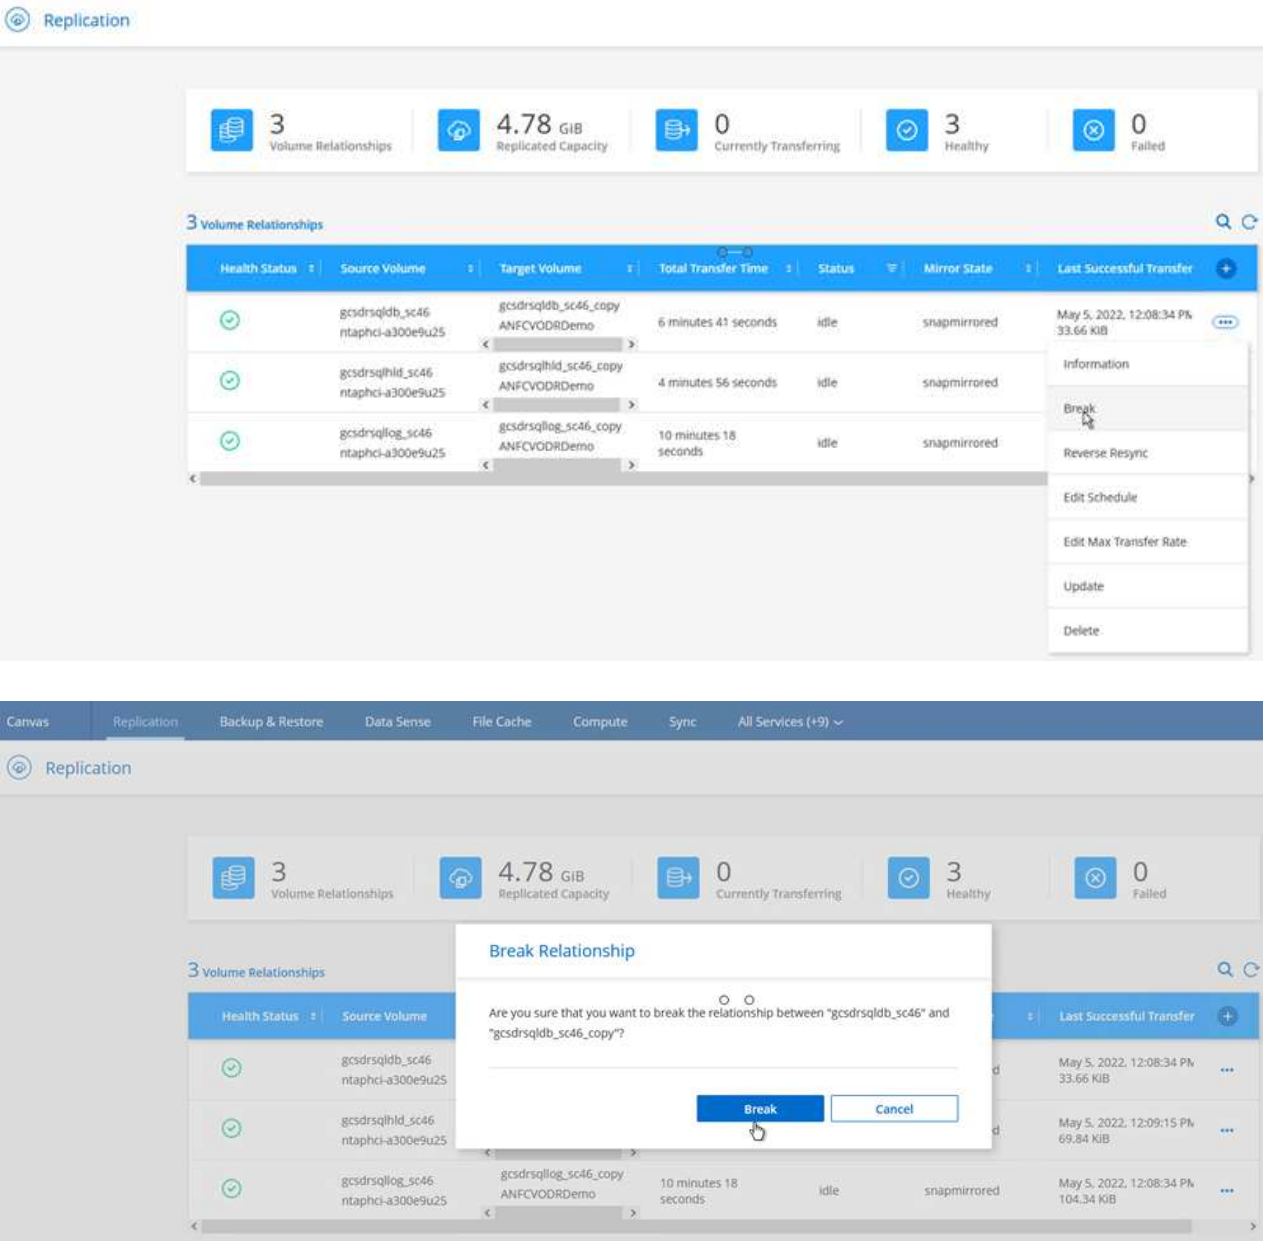 Replication
3
Volume Relationships
4.78 GiB
Replicated Capacity
0
Currently Transferring
3
Healthy
0
Failed
3 Volume Relationships
Health Status Source Volume Target Volume Total Transfer Time Status Mirror State Last Successful Transfer
gcsdrsqldb_sc46
ntaphci-a300e9u25
gcsdrsqldb_sc46_copy
ANFCVODRDemo
6 minutes 41 seconds
idle
snapmirrored
May 5, 2022, 12:08:34 PM
33.66 KiB
gcsdrsqlhld_sc46
ntaphci-a300e9u25
gcsdrsqlhld_sc46_copy
ANFCVODRDemo
4 minutes 56 seconds
idle
snapmirrored
gcsdrsqllog_sc46
ntaphci-a300e9u25
gcsdrsqllog_sc46_copy
ANFCVODRDemo
10 minutes 18
seconds
idle
snapmirrored
Information
Break
Reverse Resync
Edit Schedule
Edit Max Transfer Rate
Update
Delete
Canvas Replication Backup & Restore Data Sense File Cache Compute Sync All Services (+9)
Replication
3
Volume Relationships
4.78 GiB
Replicated Capacity
0
Currently Transferring
3
Healthy
0
Failed
3 Volume Relationships
Health Status Source Volume Last Successful Transfer
Break Relationship
Are you sure that you want to break the relationship between "gcsdrsqldb_sc46" and
"gcsdrsqldb_sc46_copy"?
Break Cancel
gcsdrsqldb_sc46
ntaphci-a300e9u25
d
May 5, 2022, 12:08:34 PM
33.66 KiB
gcsdrsqlhld_sc46
ntaphci-a300e9u25
d
May 5, 2022, 12:09:15 PM
69.84 KiB
gcsdrsqllog_sc46
ntaphci-a300e9u25
gcsdrsqllog_sc46_copy
ANFCVODRDemo
10 minutes 18
seconds
idle
snapmirrored
May 5, 2022, 12:08:34 PM
104.34 KiB